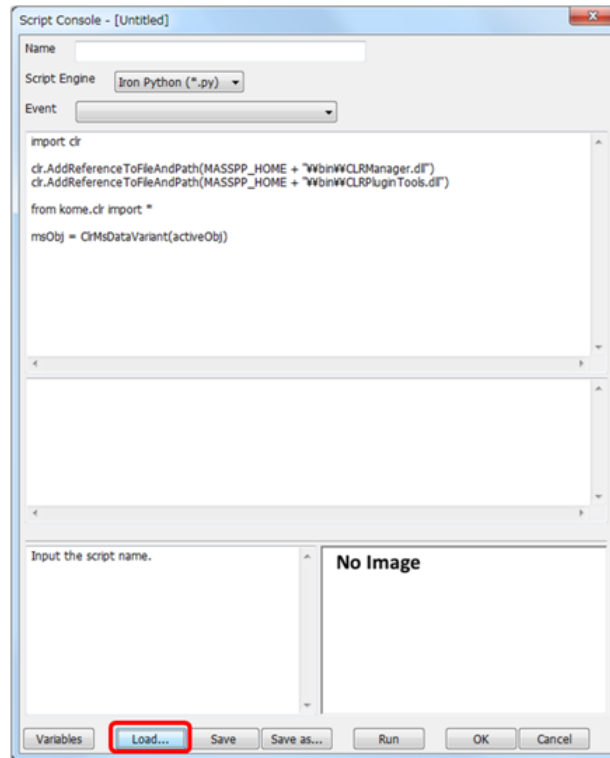 Script Console - [Untitled]
Name
Script Engine
Iron Python (*.py)
Event
import clr
clr.AddReferenceToFileAndPath(MASSPP_HOME + "¥¥bin¥¥CLRManager.dll")
clr.AddReferenceToFileAndPath(MASSPP_HOME + "¥¥bin¥¥CLRPluginTools.dll")
from kome.clr import *
msObj = ClrMsDataVariant(activeObj)
Input the script name.
No Image
Variables
Load...
Save
Save as...
Run
OK
Cancel